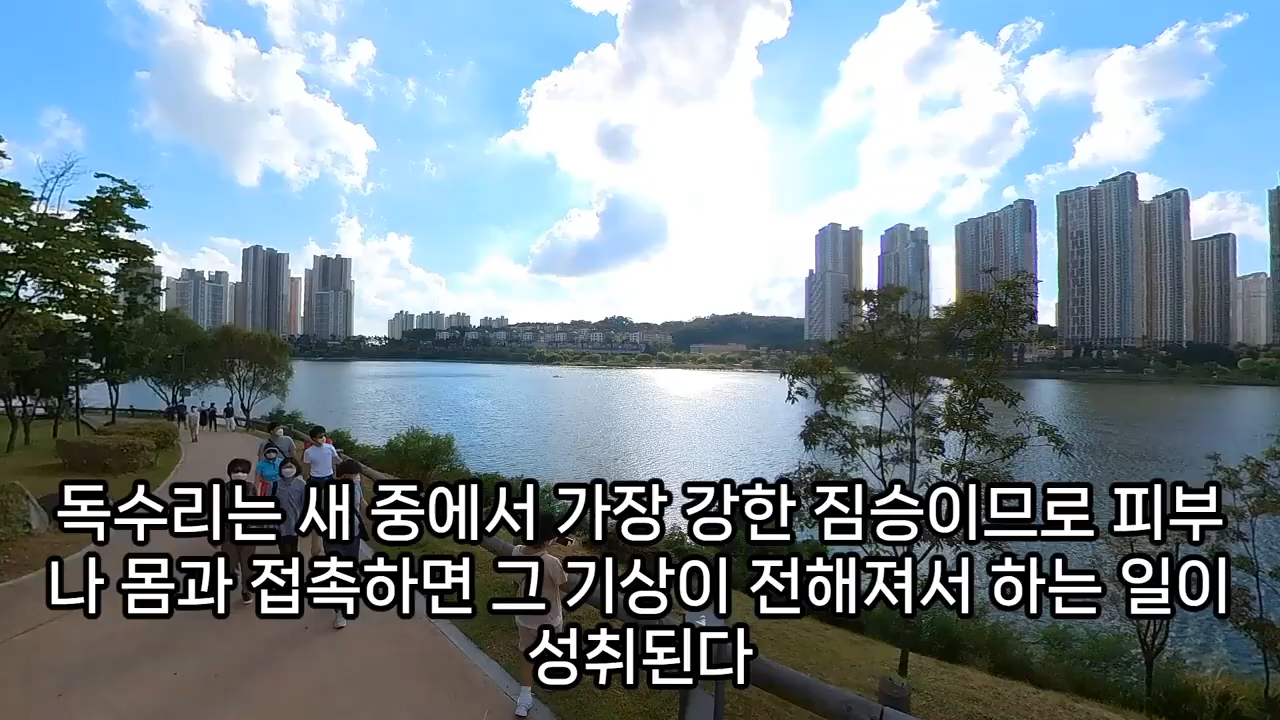 독수리는 새 중에서 가장 강한 짐승이므로 피부
나 몸과 접촉하면 그 기상이 전해져서 하는 일이
성취된다